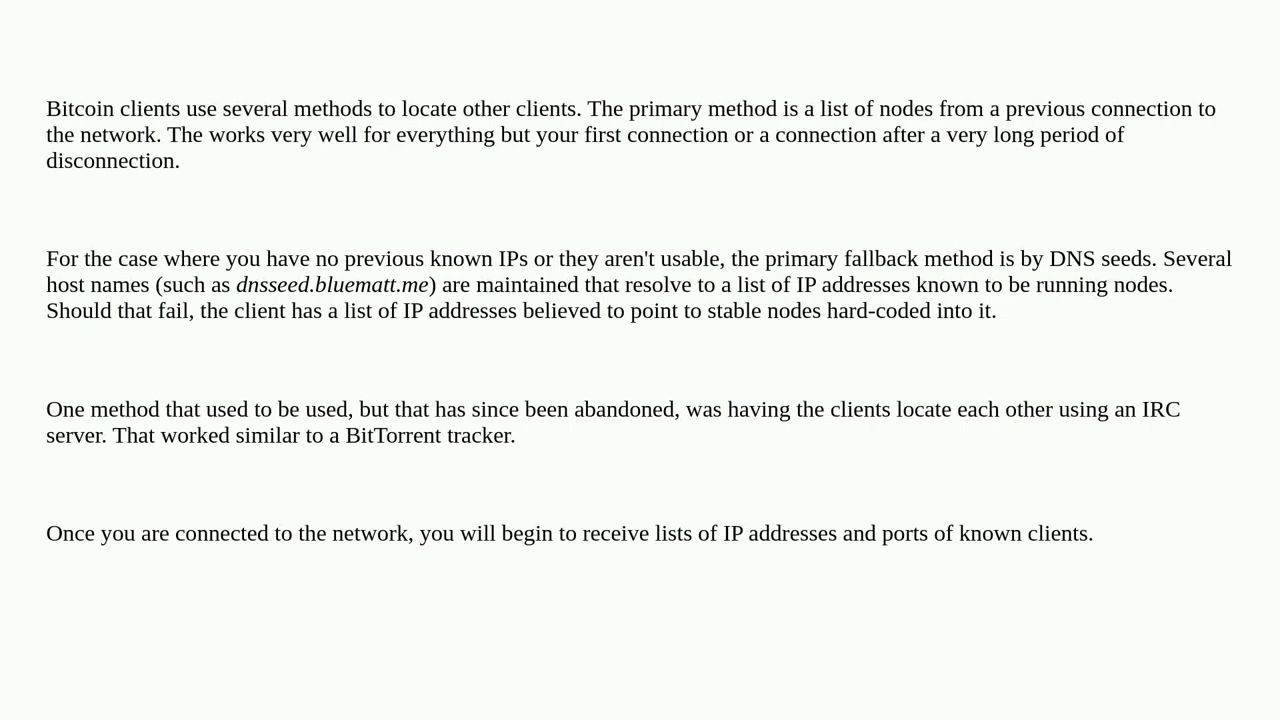 Bitcoin clients use several methods to locate other clients. The primary method is a list of nodes from a previous connection to
the network. The works very well for everything but your first connection or a connection after a very long period of
disconnection.
For the case where you have no previous known IPs or they aren't usable, the primary fallback method is by DNS seeds. Several
host names (such as dnsseed.bluematt.me) are maintained that resolve to a list of IP addresses known to be running nodes.
Should that fail, the client has a list of IP addresses believed to point to stable nodes hard-coded into it.
One method that used to be used, but that has since been abandoned, was having the clients locate each other using an IRC
server. That worked similar to a BitTorrent tracker.
Once you are connected to the network, you will begin to receive lists of IP addresses and ports of known clients.